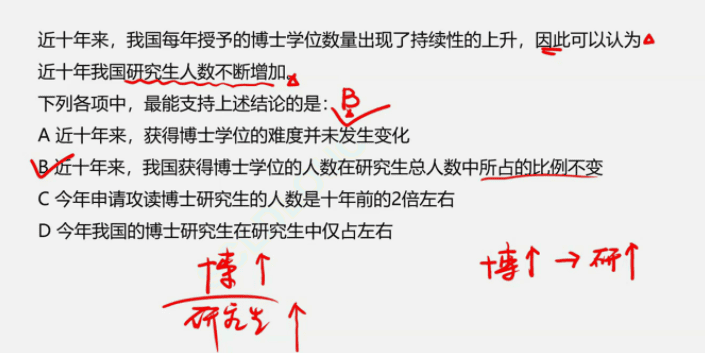 近十年来，我国每年授予的博士学位数量出现了持续性的上升，因此可以认为
近十年我国研究生人数不断增加。
下列各项中，最能支持上述结论的是：B
A 近十年来，获得博士学位的难度并未发生变化
B 近十年来，我国获得博士学位的人数在研究生总人数中所占的比例不变
C 今年申请攻读博士研究生的人数是十年前的2倍左右
D 今年我国的博士研究生在研究生中仅占左右
博↑
研究生↑
博↑→研↑